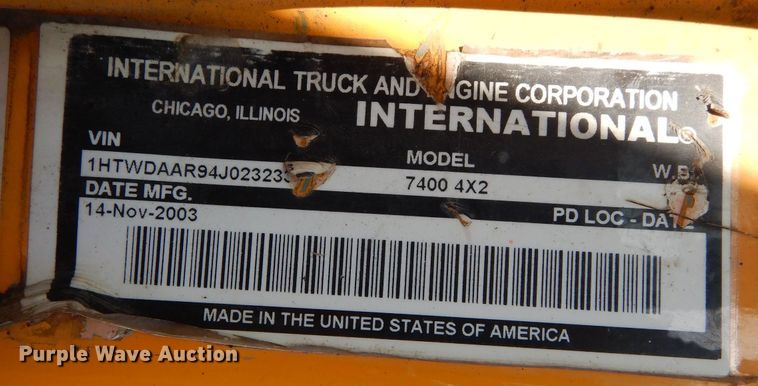 INTERNATIONAL TRUCK AND ENGINE CORPORATION
CHICAGO, ILLINOIS INTERNATIONAL®
VIN MODEL W.B.
7400 4X2
DATE MFG.
14-Nov-2003 PD LOC - DATE
MADE IN THE UNITED STATES OF AMERICA
Purple Wave Auction